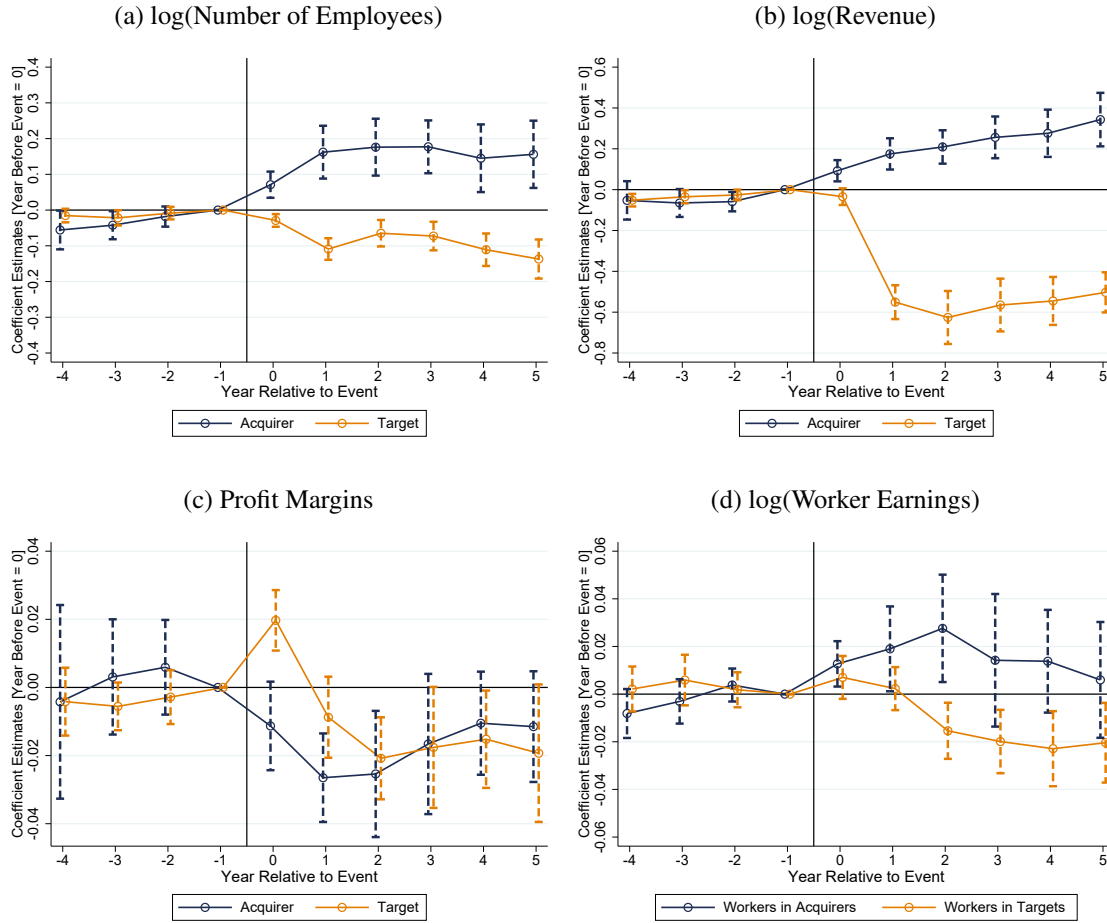 (a) log(Number of Employees)
Coefficient Estimates [Year Before Event = 0]
0.4
0.3
0.2
0.1
0.0
-0.1
-0.2
-0.3
-0.4
-4 -3 -2 -1 0 1 2 3 4 5
Year Relative to Event
Acquirer Target
(b) log(Revenue)
Coefficient Estimates [Year Before Event = 0]
0.6
0.4
0.2
0.0
-0.2
-0.4
-0.6
-0.8
-4 -3 -2 -1 0 1 2 3 4 5
Year Relative to Event
Acquirer Target
(c) Profit Margins
Coefficient Estimates [Year Before Event = 0]
0.04
0.02
0.00
-0.02
-0.04
-4 -3 -2 -1 0 1 2 3 4 5
Year Relative to Event
Acquirer Target
(d) log(Worker Earnings)
Coefficient Estimates [Year Before Event = 0]
0.06
0.04
0.02
0.00
-0.02
-0.04
-0.06
-4 -3 -2 -1 0 1 2 3 4 5
Year Relative to Event
Workers in Acquirers Workers in Targets